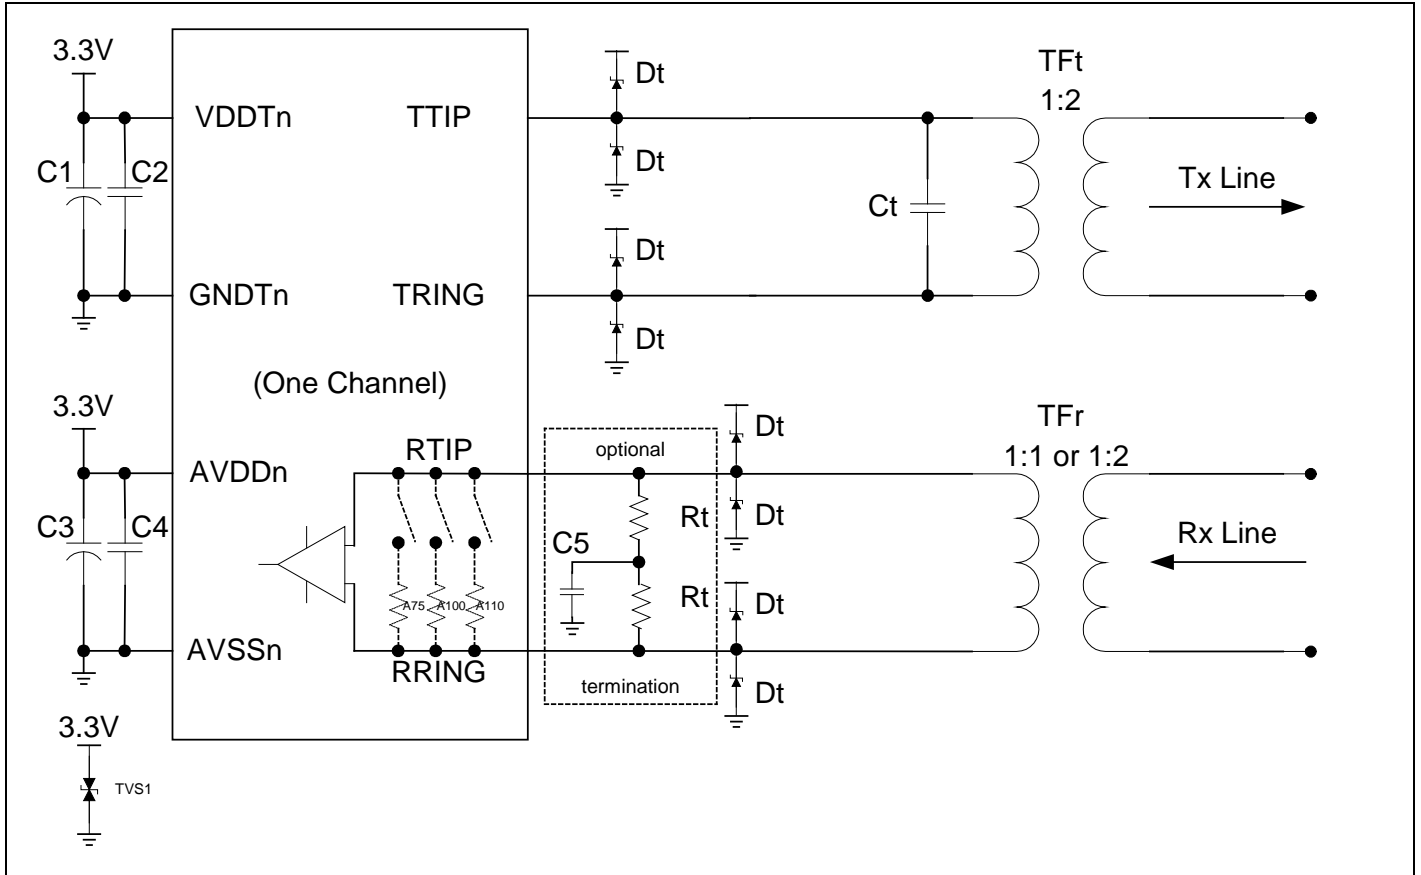 3.3V
VDDTn
TTIP
Dt
TFt
1:2
C1
C2
Dt
Tx Line
Ct
GNDTn
TRING
Dt
Dt
(One Channel)
3.3V
RTIP
optional
Dt
TFr
1:1 or 1:2
AVDDn
C3
C4
C5
Rt
Dt
Rx Line
A75
A100
A110
Rt
Dt
AVSSn
RRING
termination
Dt
3.3V
TVS1